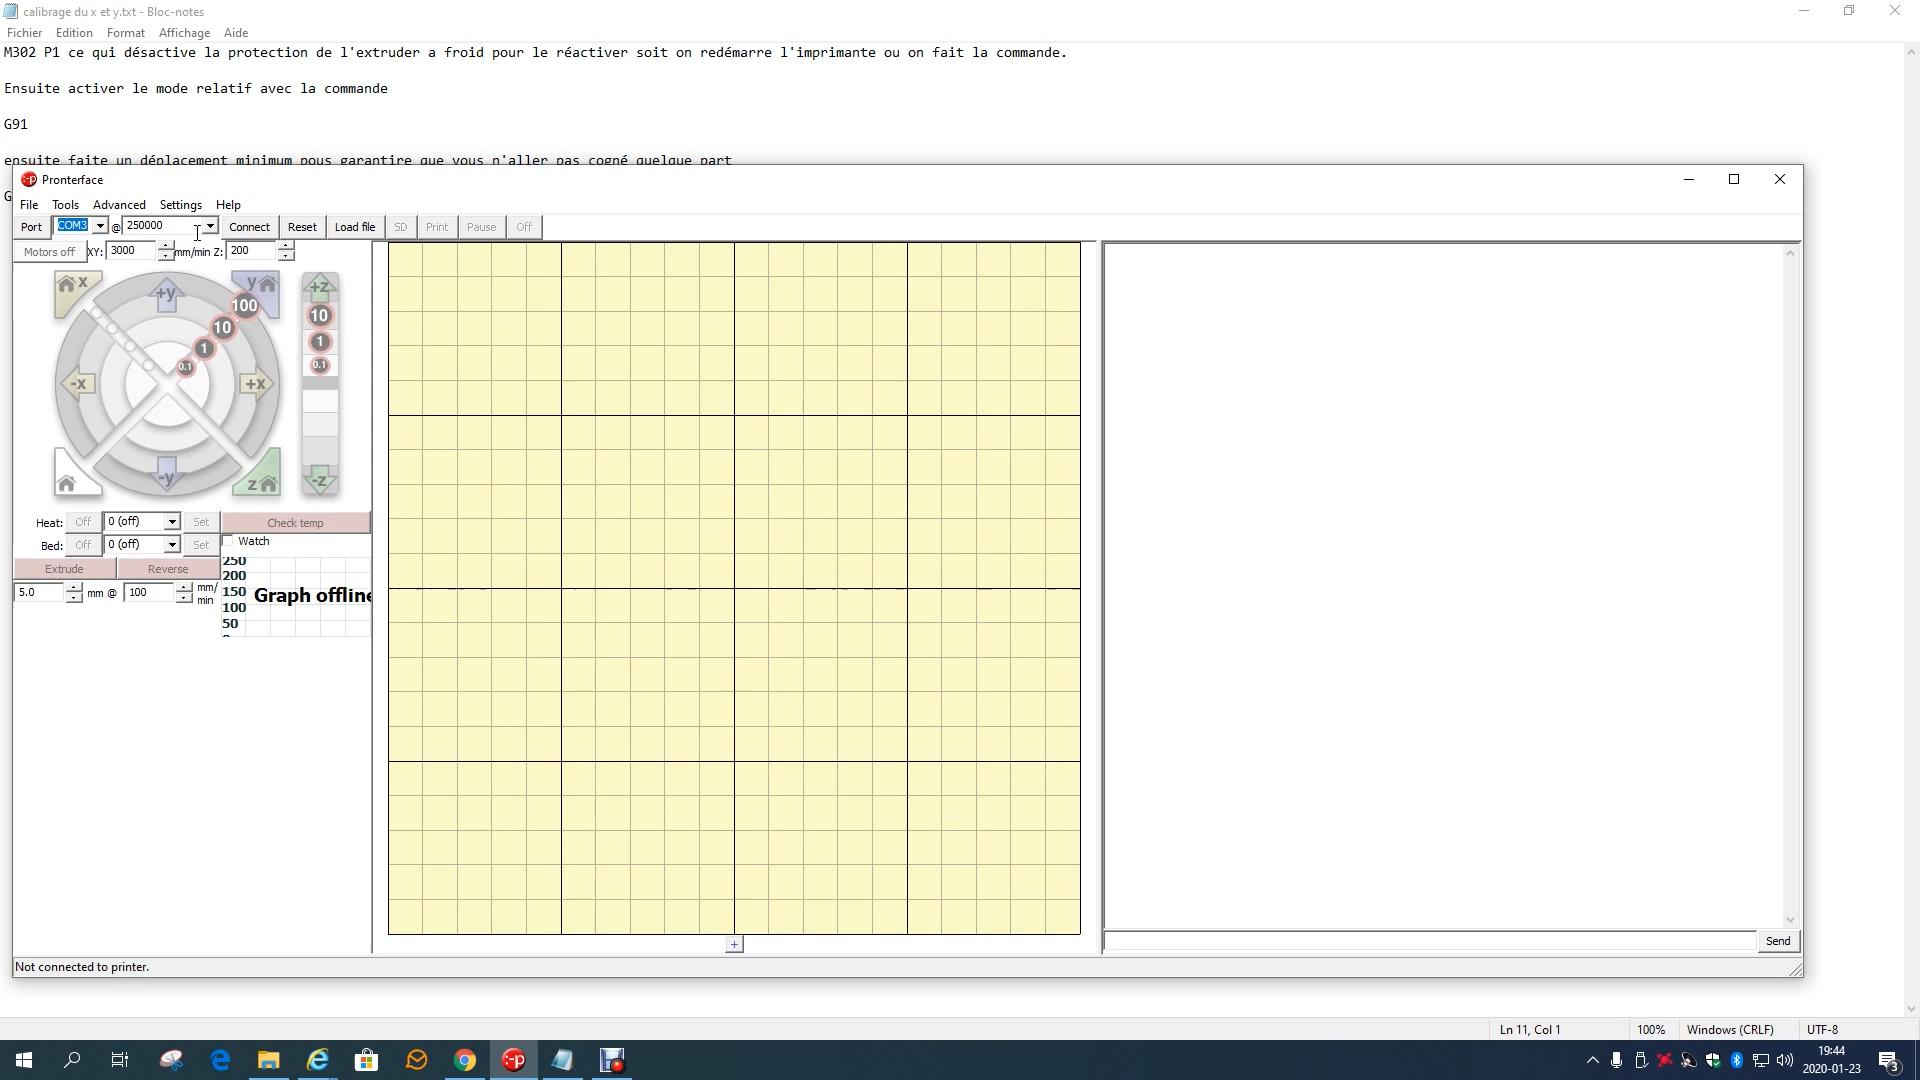 calibrage du x et y.txt - Bloc-notes
Fichier Edition Format Affichage Aide
M302 P1 ce qui désactive la protection de l'extruder a froid pour le réactiver soit on redémarre l'imprimante ou on fait la commande.
Ensuite activer le mode relatif avec la commande
G91
ensuite faite un déplacement minimum pous garantire que vous n'aller pas cogné quelque part
G
Pronterface
File Tools Advanced Settings Help
Port COM3 @ 250000 Connect Reset Load file SD Print Pause Off
Motors off XY: 3000 mm/min Z: 200
x +y y +z
100 10
10 1
1 0.1
0.1
-x +x
-y z -z
Heat: Off 0 (off) Set Check temp
Bed: Off 0 (off) Set Watch
Extrude Reverse
5.0 mm @ 100 mm/
min
250
200
150 Graph offline
100
50
+
Send
Not connected to printer.
Ln 11, Col 1 100% Windows (CRLF) UTF-8
19:44
2020-01-23
3